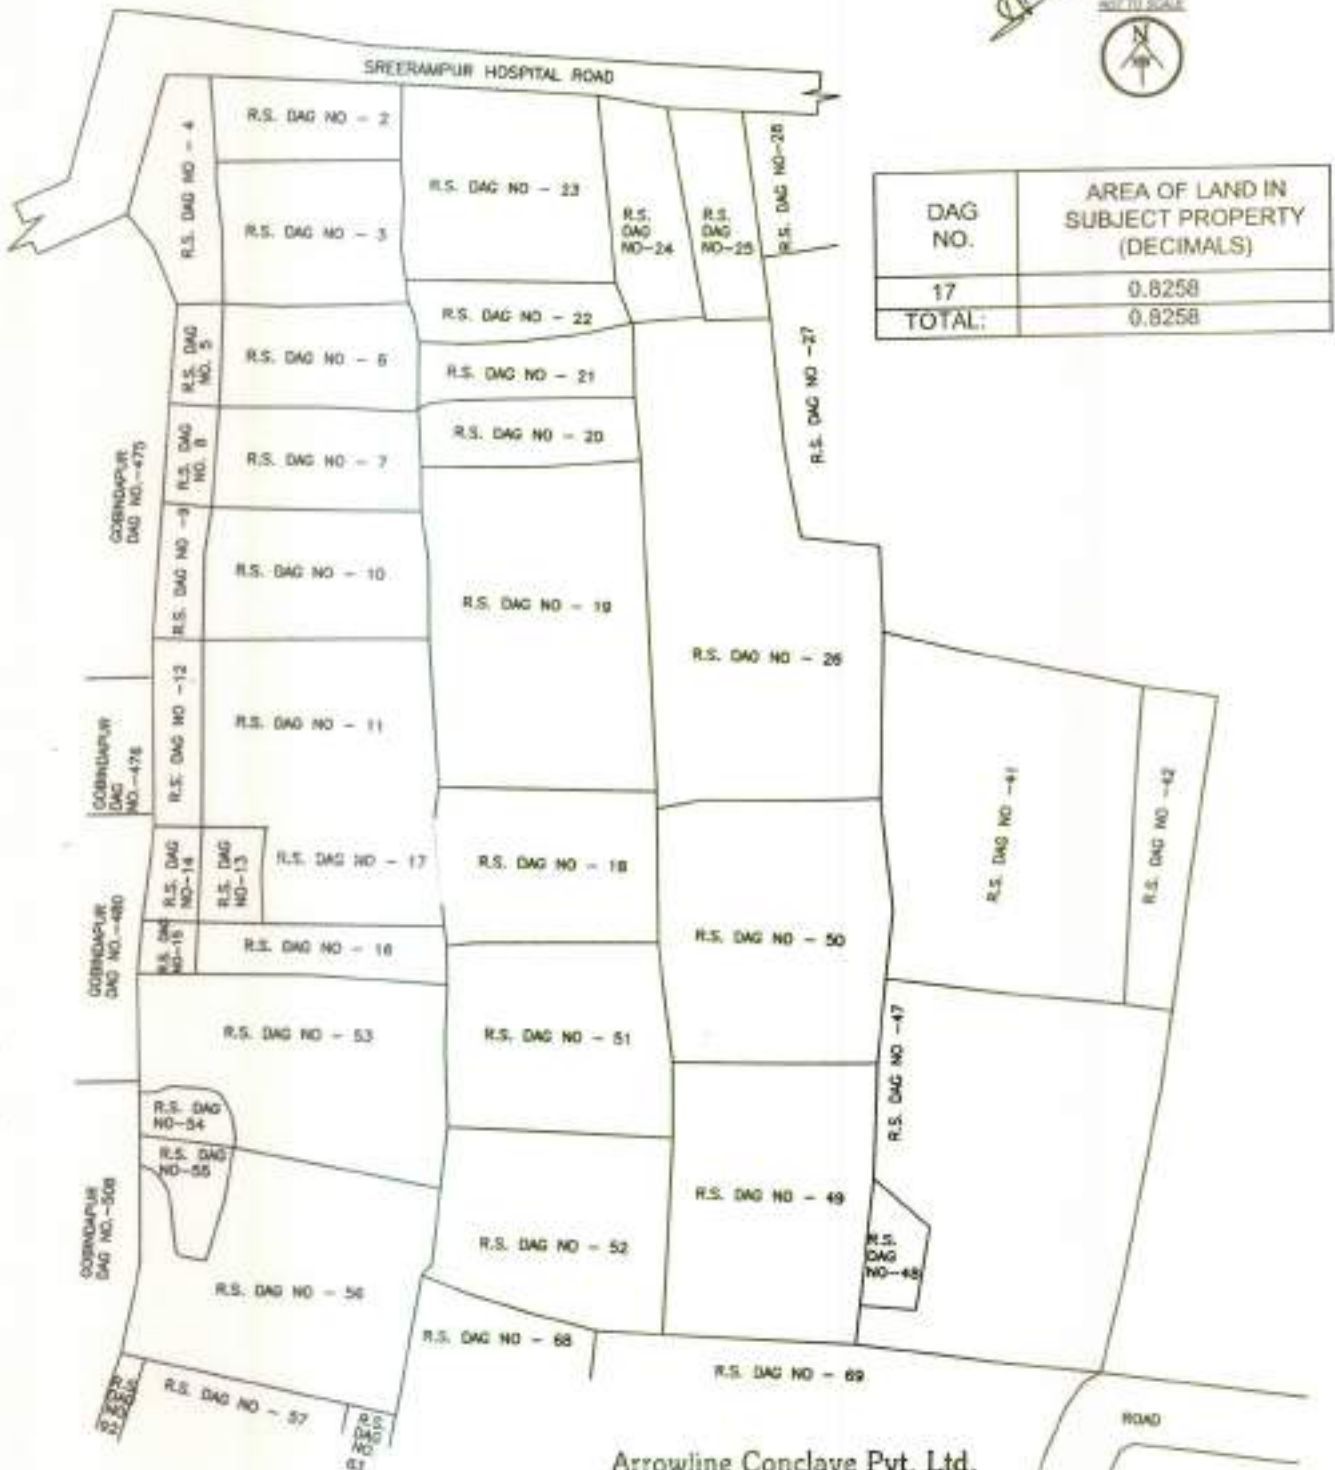 NOT TO SCALE
N
SREERAMPUR HOSPITAL ROAD
R.S. DAG NO - 4
R.S. DAG NO - 2
R.S. DAG NO - 3
R.S. DAG NO - 23
R.S.
DAG
NO-24
R.S.
DAG
NO-25
R.S. DAG NO-28
DAG
NO.
AREA OF LAND IN
SUBJECT PROPERTY
(DECIMALS)
17
0.8258
TOTAL:
0.8258
R.S. DAG NO - 22
R.S. DAG
NO. 5
R.S. DAG NO - 6
R.S. DAG NO - 21
R.S. DAG NO -27
R.S. DAG NO - 20
GOBINDAPUR
DAG NO.-475
R.S. DAG
NO. 8
R.S. DAG NO - 7
R.S. DAG NO -9
R.S. DAG NO - 10
R.S. DAG NO - 19
R.S. DAG NO - 26
R.S. DAG NO -12
R.S. DAG NO - 11
GOBINDAPUR
DAG
NO.-476
R.S. DAG NO -41
R.S. DAG NO -42
R.S. DAG
NO-14
R.S. DAG
NO-13
R.S. DAG NO - 17
R.S. DAG NO - 18
GOBINDAPUR
DAG NO.-480
R.S. DAG
NO-15
R.S. DAG NO - 16
R.S. DAG NO - 50
R.S. DAG NO - 53
R.S. DAG NO - 51
R.S. DAG NO -47
R.S. DAG
NO-54
R.S. DAG
NO-55
GOBINDAPUR
DAG NO.-508
R.S. DAG NO - 49
R.S. DAG NO - 52
R.S.
DAG
NO-48
R.S. DAG NO - 56
R.S. DAG NO - 68
R.S. DAG NO - 69
R.S. DAG NO - 57
ROAD
Arrowline Conclave Pvt. Ltd.